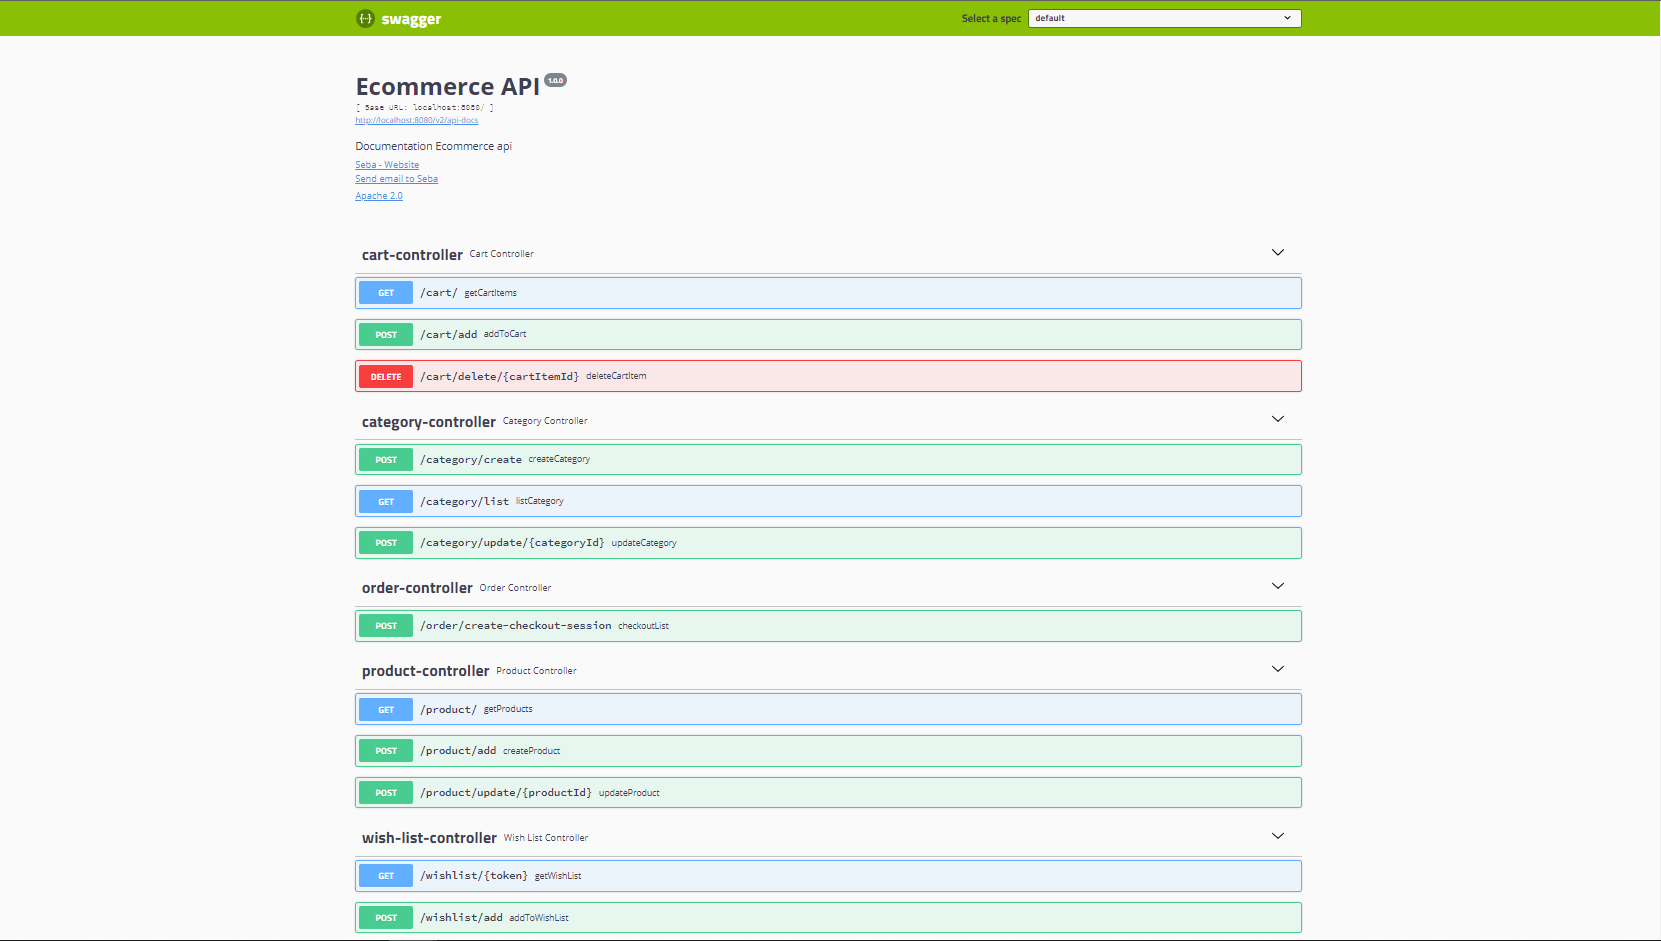 swagger
Select a spec default
Ecommerce API 1.0.0
[ Base URL: localhost:8080/ ]
http://localhost:8080/v2/api-docs
Documentation Ecommerce api
Seba - Website
Send email to Seba
Apache 2.0
cart-controller Cart Controller
GET /cart/ getCartItems
POST /cart/add addToCart
DELETE /cart/delete/{cartItemId} deleteCartItem
category-controller Category Controller
POST /category/create createCategory
GET /category/list listCategory
POST /category/update/{categoryId} updateCategory
order-controller Order Controller
POST /order/create-checkout-session checkoutList
product-controller Product Controller
GET /product/ getProducts
POST /product/add createProduct
POST /product/update/{productId} updateProduct
wish-list-controller Wish List Controller
GET /wishlist/{token} getWishList
POST /wishlist/add addToWishList